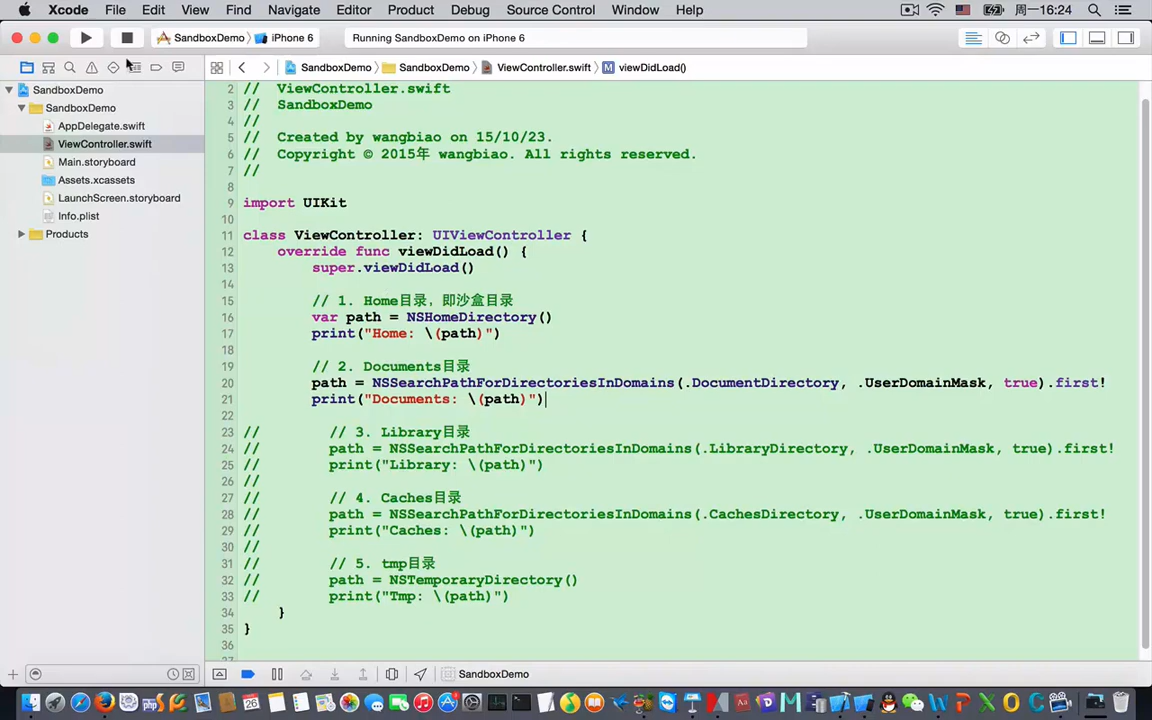 Xcode File Edit View Find Navigate Editor Product Debug Source Control Window Help 周一16:24
SandboxDemo iPhone 6 Running SandboxDemo on iPhone 6
SandboxDemo SandboxDemo ViewController.swift M viewDidLoad()
SandboxDemo
SandboxDemo
AppDelegate.swift
ViewController.swift
Main.storyboard
Assets.xcassets
LaunchScreen.storyboard
Info.plist
Products
2 // ViewController.swift
3 // SandboxDemo
4 //
5 // Created by wangbiao on 15/10/23.
6 // Copyright © 2015年 wangbiao. All rights reserved.
7 //
8
9 import UIKit
10
11 class ViewController: UIViewController {
12 override func viewDidLoad() {
13 super.viewDidLoad()
14
15 // 1. Home目录，即沙盒目录
16 var path = NSHomeDirectory()
17 print("Home: \(path)")
18
19 // 2. Documents目录
20 path = NSSearchPathForDirectoriesInDomains(.DocumentDirectory, .UserDomainMask, true).first!
21 print("Documents: \(path)")
22
23 // // 3. Library目录
24 // path = NSSearchPathForDirectoriesInDomains(.LibraryDirectory, .UserDomainMask, true).first!
25 // print("Library: \(path)")
26 //
27 // // 4. Caches目录
28 // path = NSSearchPathForDirectoriesInDomains(.CachesDirectory, .UserDomainMask, true).first!
29 // print("Caches: \(path)")
30 //
31 // // 5. tmp目录
32 // path = NSTemporaryDirectory()
33 // print("Tmp: \(path)")
34 }
35 }
36
37
SandboxDemo